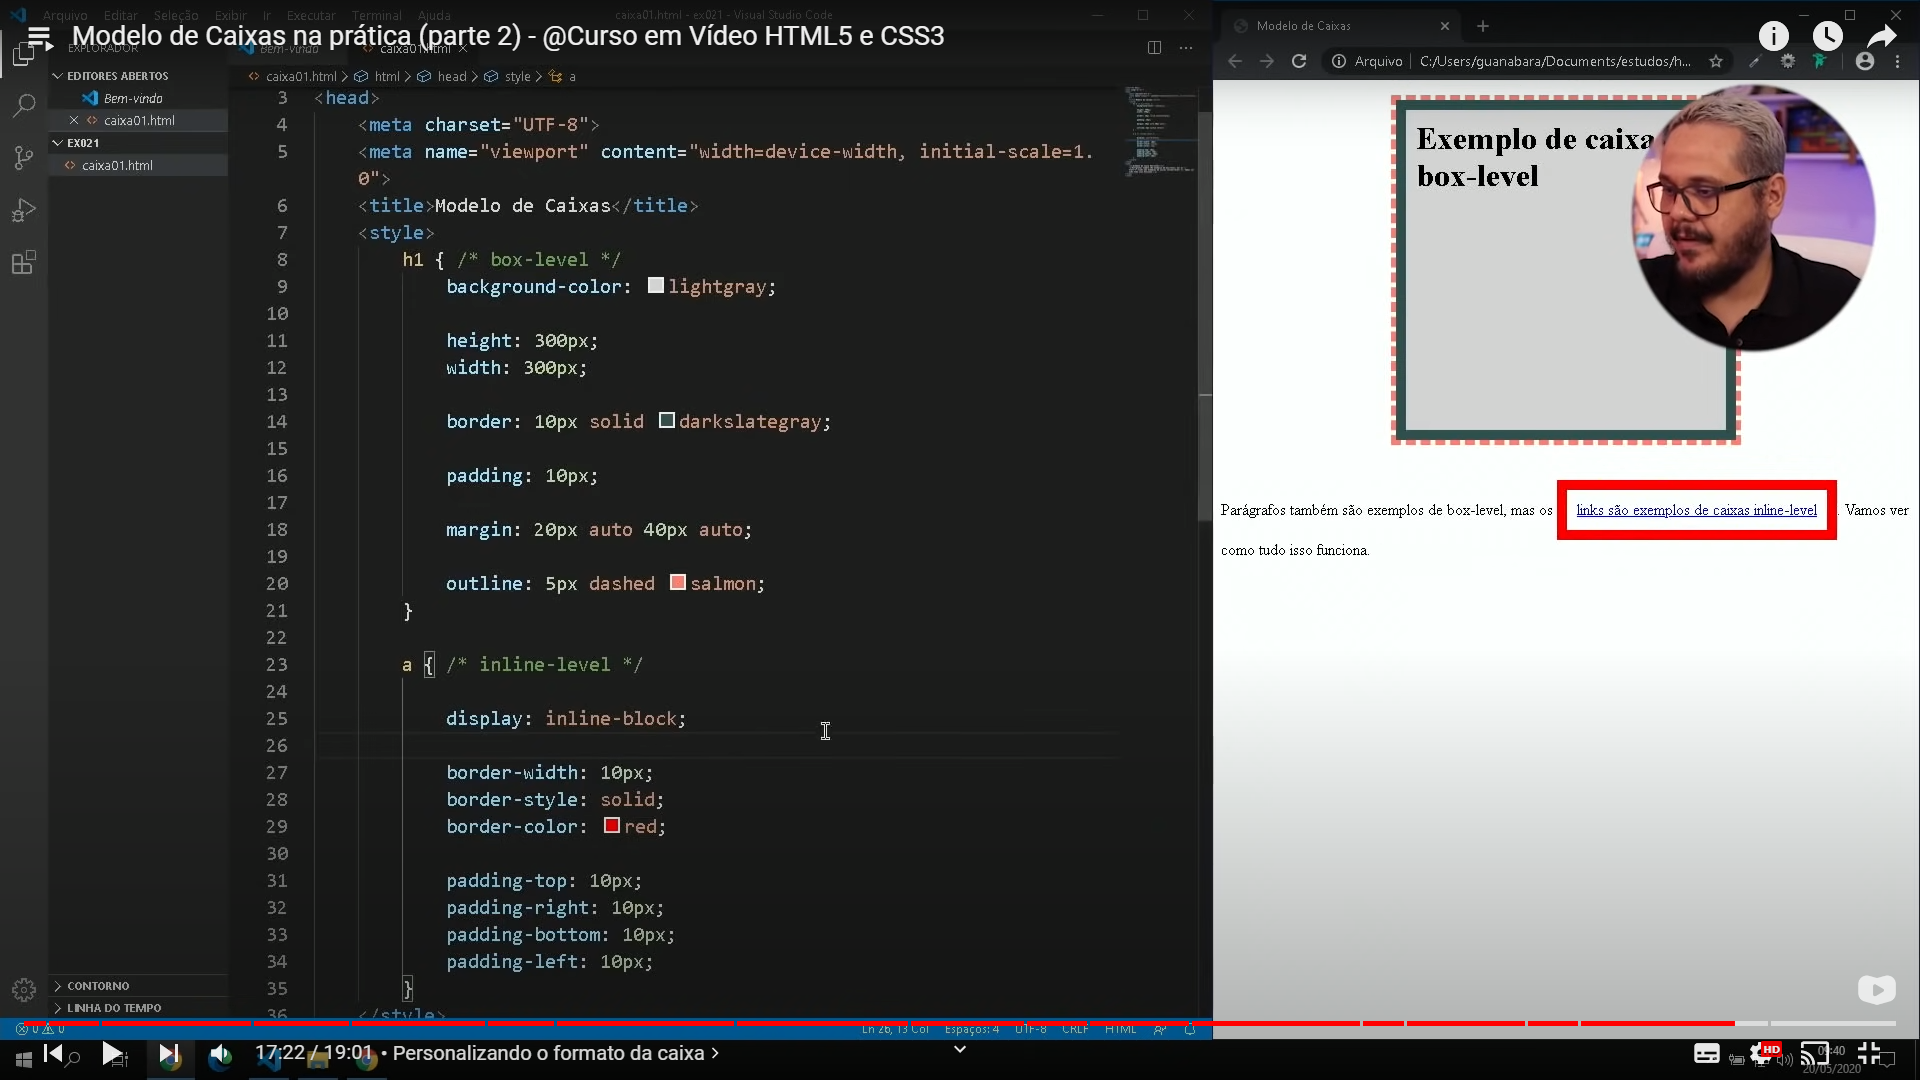 Arquivo Editar Seleção Exibir Ir Executar Terminal Ajuda
caixa01.html - ex021 - Visual Studio Code
Modelo de Caixas na prática (parte 2) - @Curso em Vídeo HTML5 e CSS3
EXPLORADOR
Bem-vindo
caixa01.html
EDITORES ABERTOS
Bem-vindo
caixa01.html
EX021
caixa01.html
CONTORNO
LINHA DO TEMPO
caixa01.html > html > head > style > a
3 <head>
4 <meta charset="UTF-8">
5 <meta name="viewport" content="width=device-width, initial-scale=1.
0">
6 <title>Modelo de Caixas</title>
7 <style>
8 h1 { /* box-level */
9 background-color: lightgray;
10
11 height: 300px;
12 width: 300px;
13
14 border: 10px solid darkslategray;
15
16 padding: 10px;
17
18 margin: 20px auto 40px auto;
19
20 outline: 5px dashed salmon;
21 }
22
23 a { /* inline-level */
24
25 display: inline-block;
26
27 border-width: 10px;
28 border-style: solid;
29 border-color: red;
30
31 padding-top: 10px;
32 padding-right: 10px;
33 padding-bottom: 10px;
34 padding-left: 10px;
35 }
36 </style>
Modelo de Caixas
Arquivo C:/Users/guanabara/Documents/estudos/h...
Exemplo de caixa
box-level
Parágrafos também são exemplos de box-level, mas os links são exemplos de caixas inline-level . Vamos ver
como tudo isso funciona.
0 0 Ln 26, 13 Col Espaços: 4 UTF-8 CRLF HTML
17:22 / 19:01 • Personalizando o formato da caixa
HD
09:40
20/05/2020